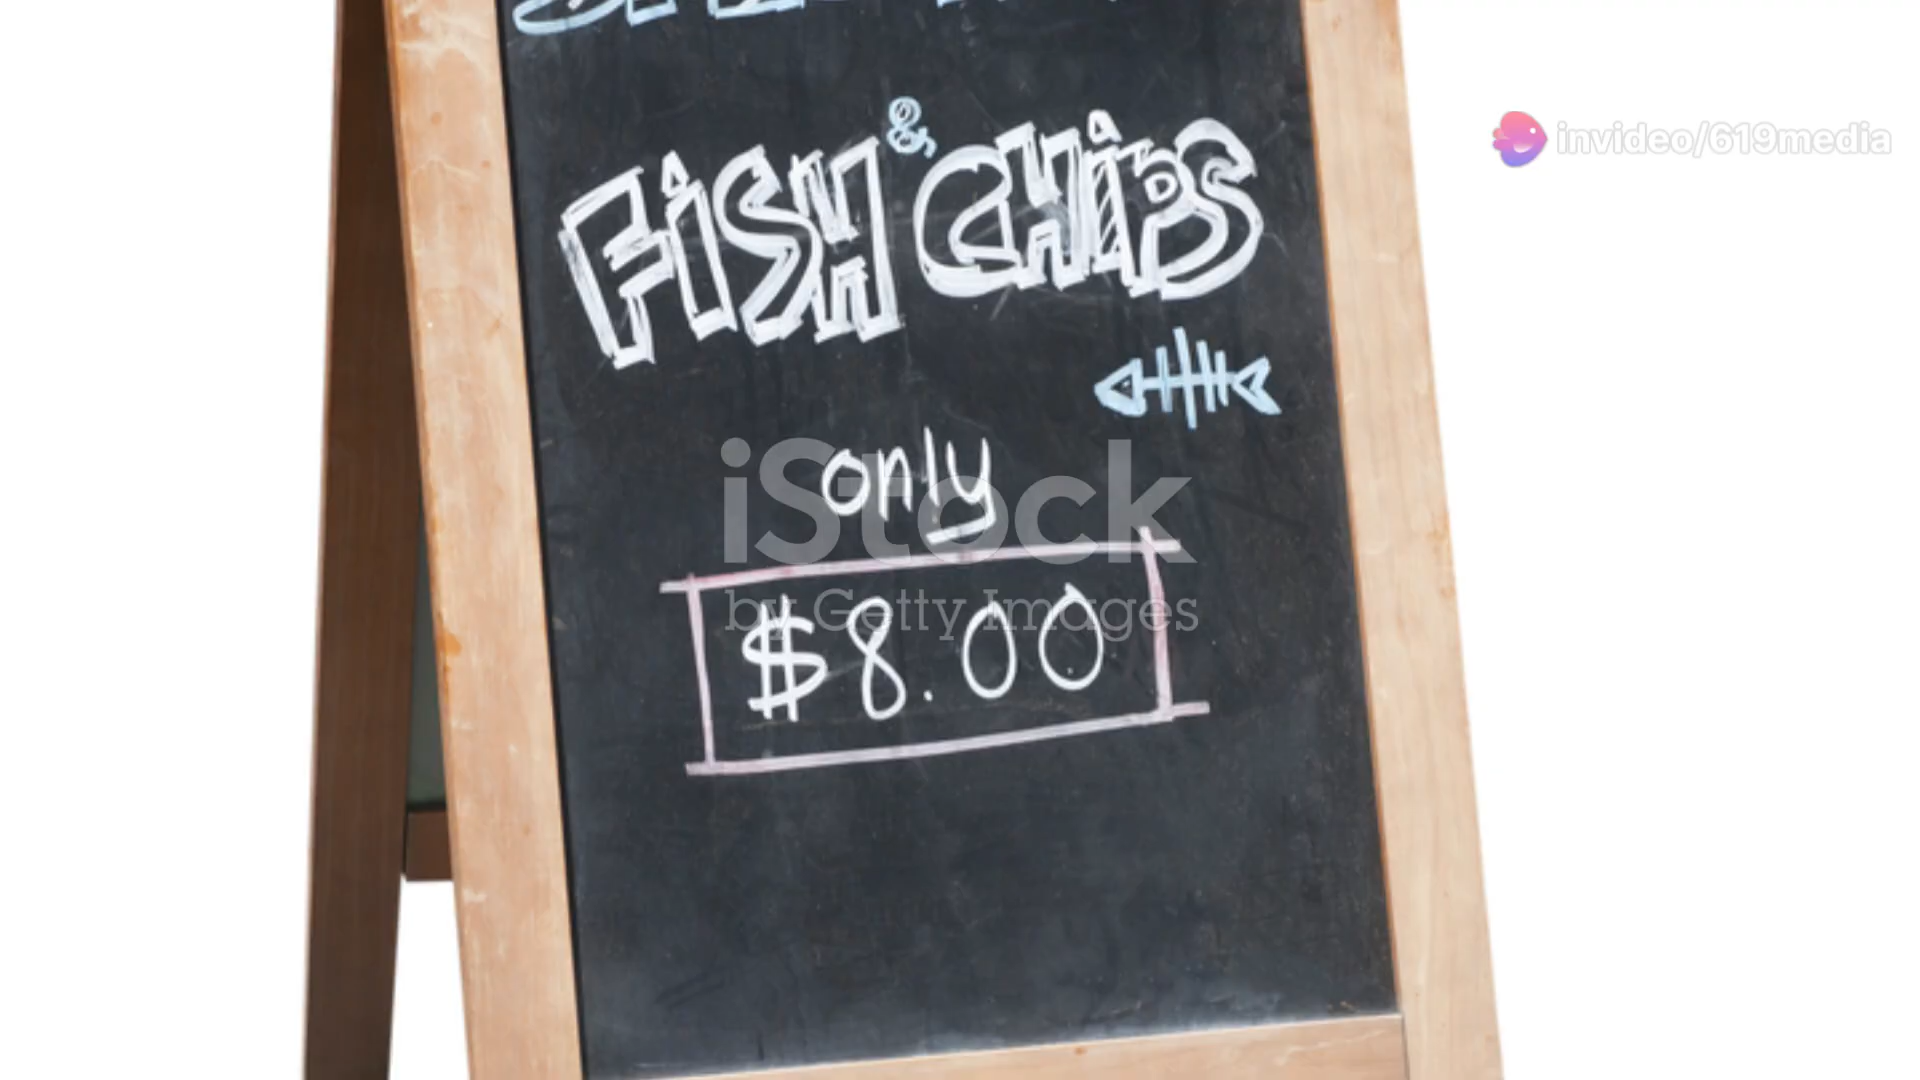 &
FISH CHIPS
only
$8.00
iStock
by Getty Images
invideo/619media